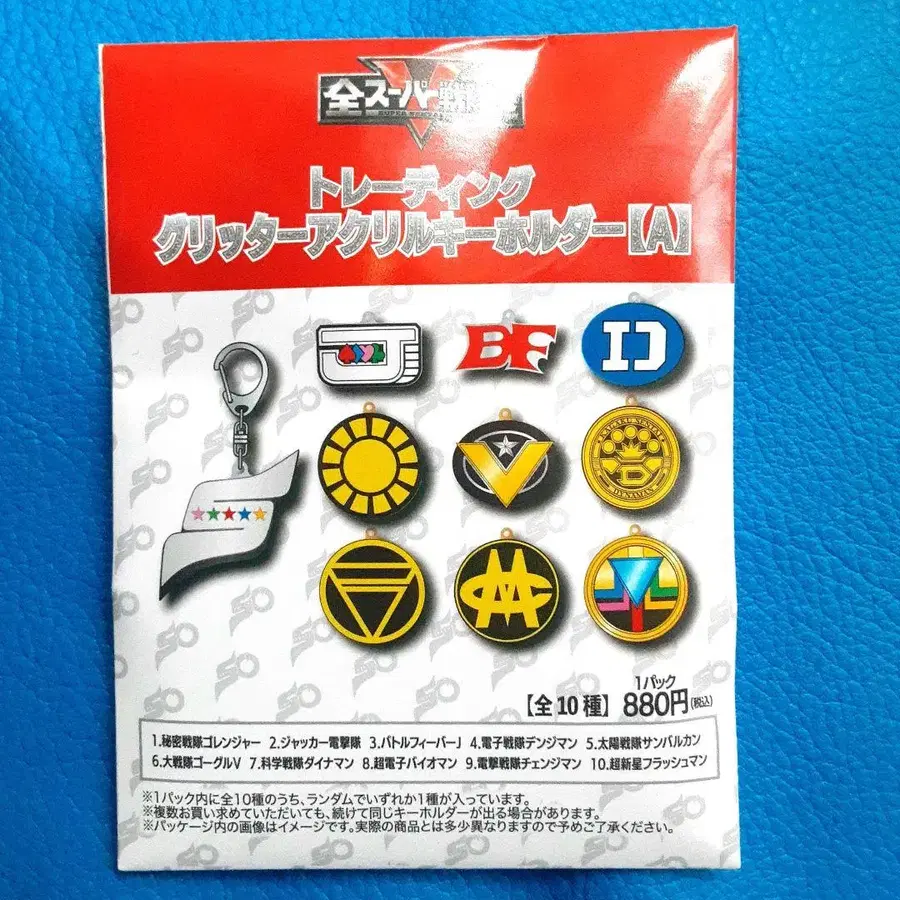 全スーパー戦
トレーディング
グリッターアクリルキーホルダー【A】
J
BF
D
V
DYNAMAN
【全10種】
1パック
880円(税込)
1.秘密戦隊ゴレンジャー 2.ジャッカー電撃隊 3.バトルフィーバーJ 4.電子戦隊デンジマン 5.太陽戦隊サンバルカン
6.大戦隊ゴーグルV 7.科学戦隊ダイナマン 8.超電子バイオマン 9.電撃戦隊チェンジマン 10.超新星フラッシュマン
※1パック内に全10種のうち、ランダムでいずれか1種が入っています。
※複数お買い求めていただいても、続けて同じキーホルダーが出る場合があります。
※パッケージ内の画像はイメージです。実際の商品とは多少異なりますので予めご了承ください。